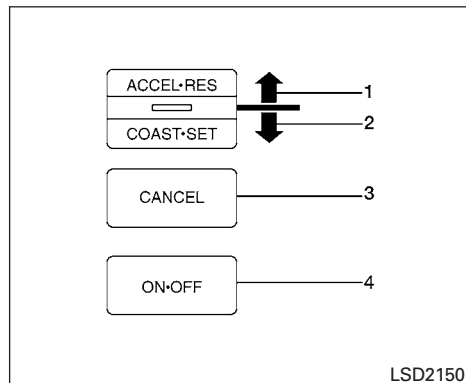 ACCEL•RES
1
2
COAST•SET
CANCEL
3
ON•OFF
4
LSD2150